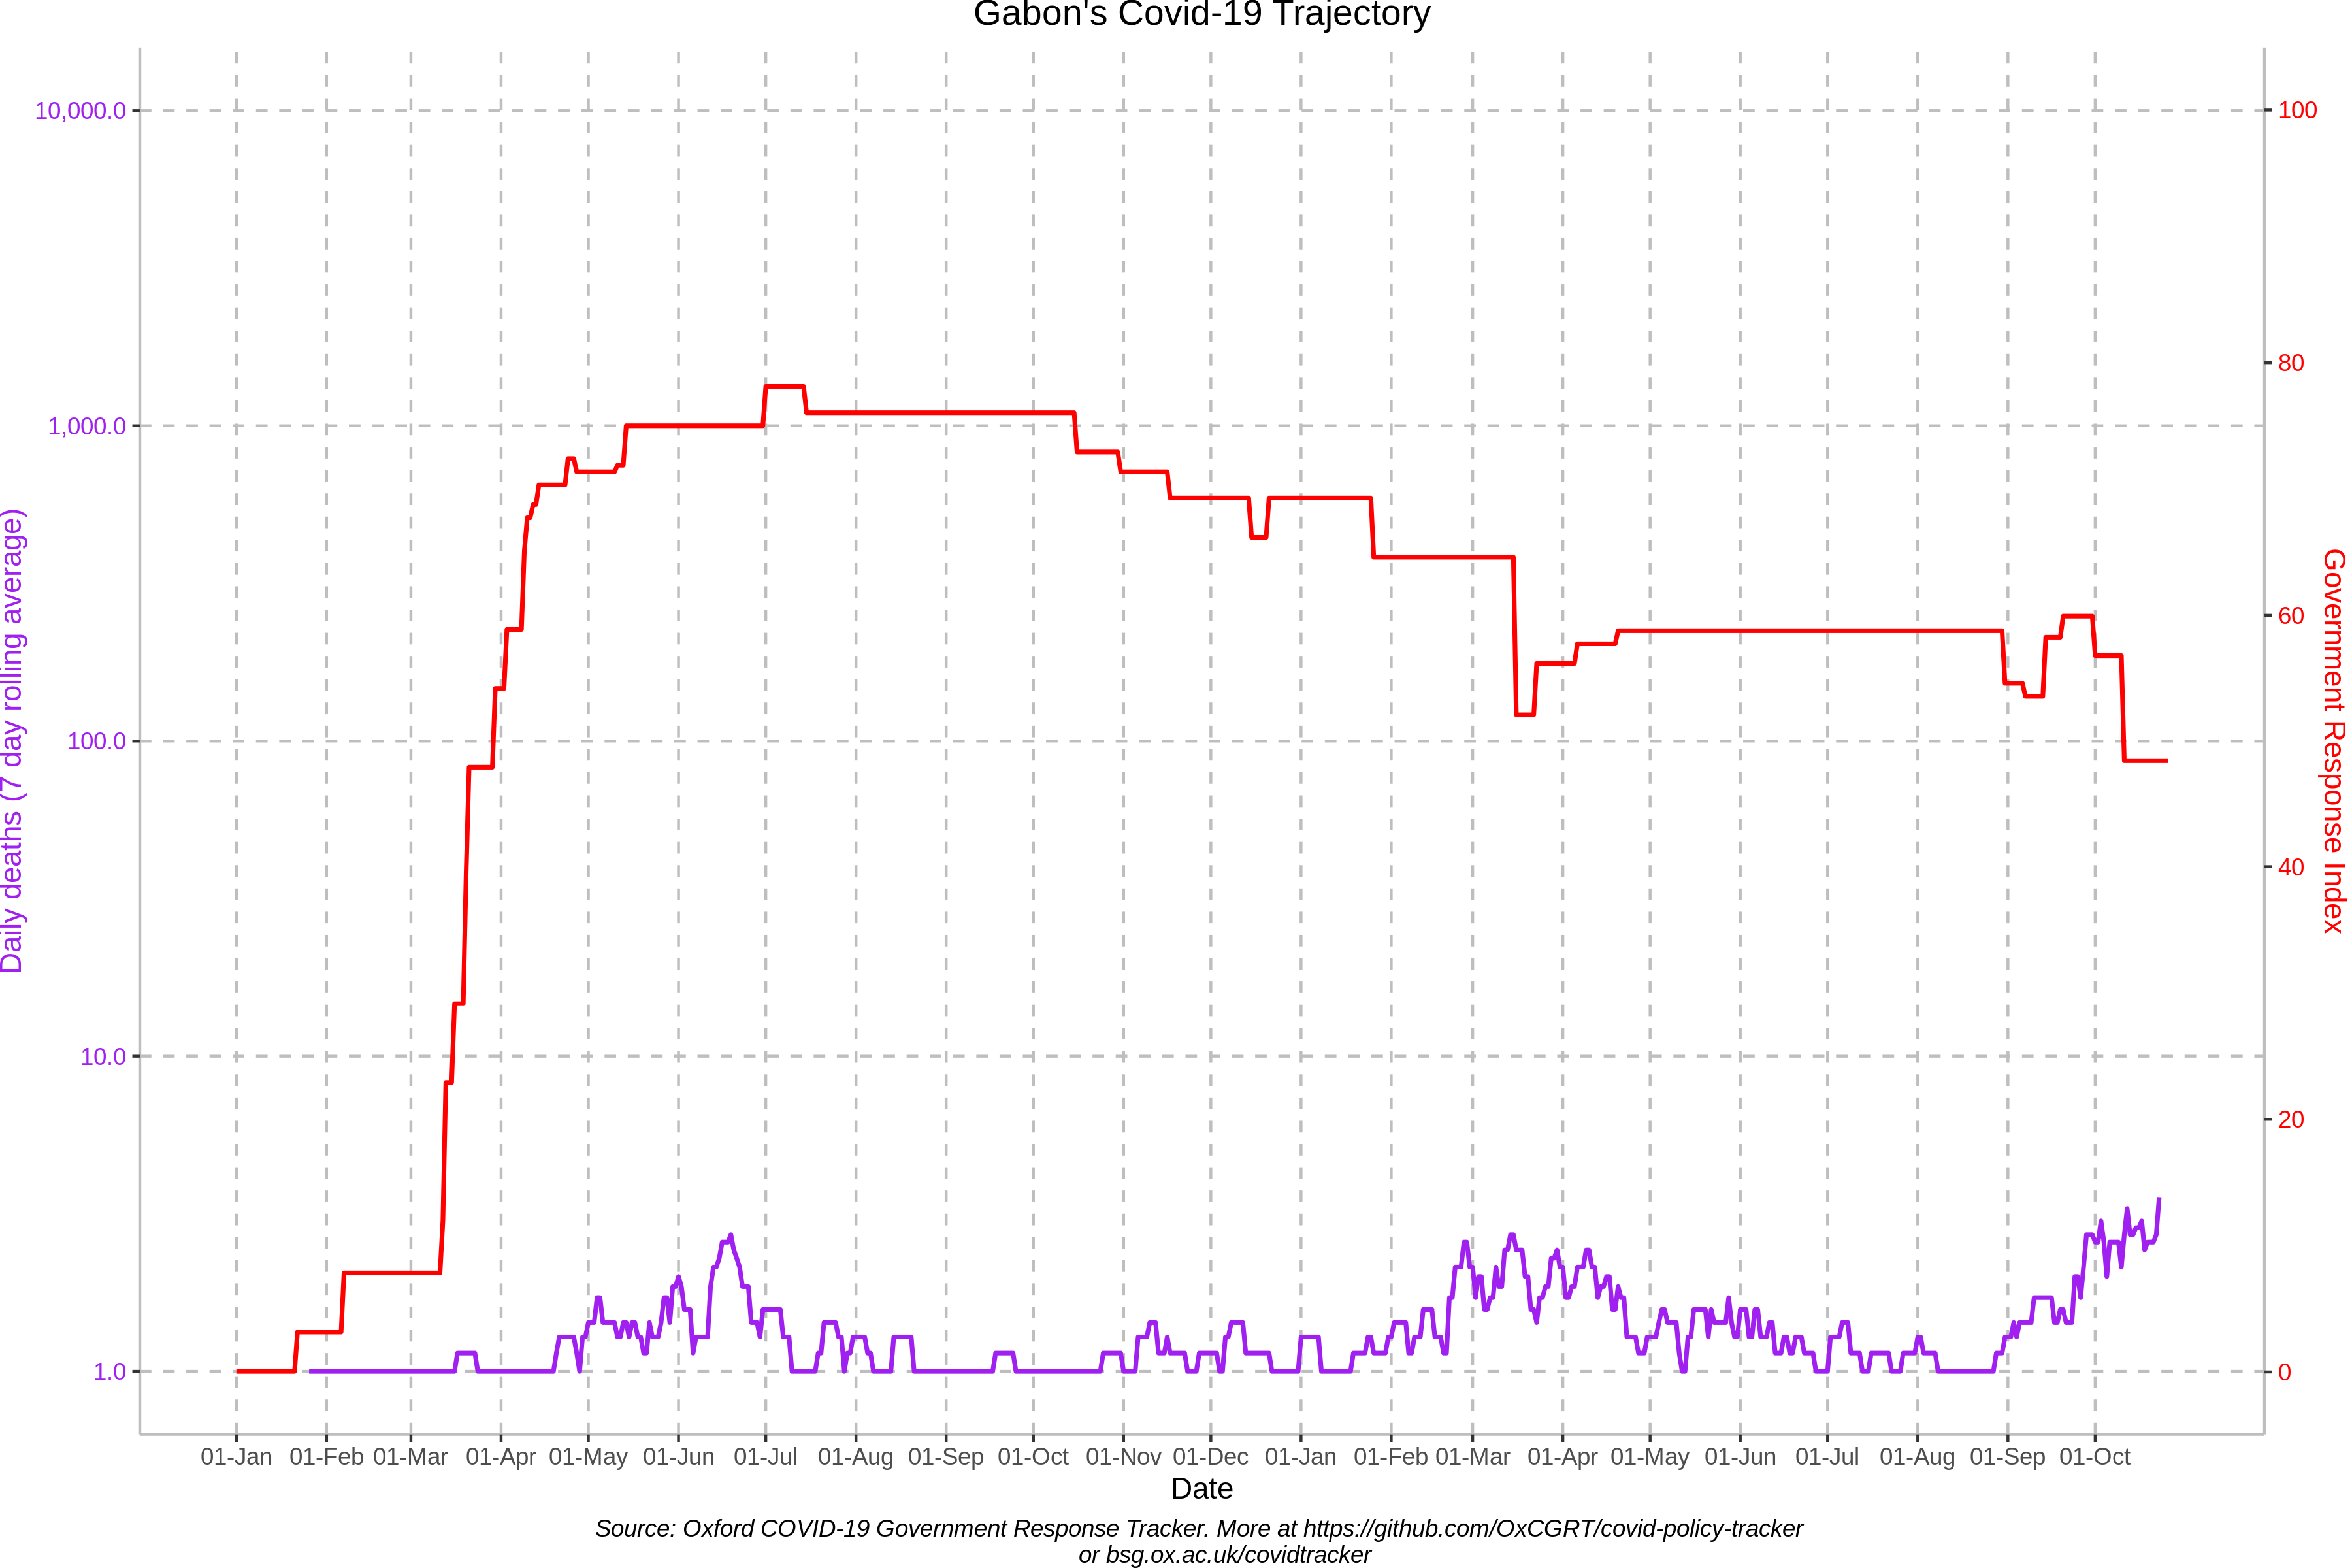 Gabon's Covid-19 Trajectory
10,000.0
1,000.0
100.0
10.0
1.0
Daily deaths (7 day rolling average)
100
80
60
40
20
0
Government Response Index
01-Jan 01-Feb 01-Mar 01-Apr 01-May 01-Jun 01-Jul 01-Aug 01-Sep 01-Oct 01-Nov 01-Dec 01-Jan 01-Feb 01-Mar 01-Apr 01-May 01-Jun 01-Jul 01-Aug 01-Sep 01-Oct
Date
Source: Oxford COVID-19 Government Response Tracker. More at https://github.com/OxCGRT/covid-policy-tracker
or bsg.ox.ac.uk/covidtracker